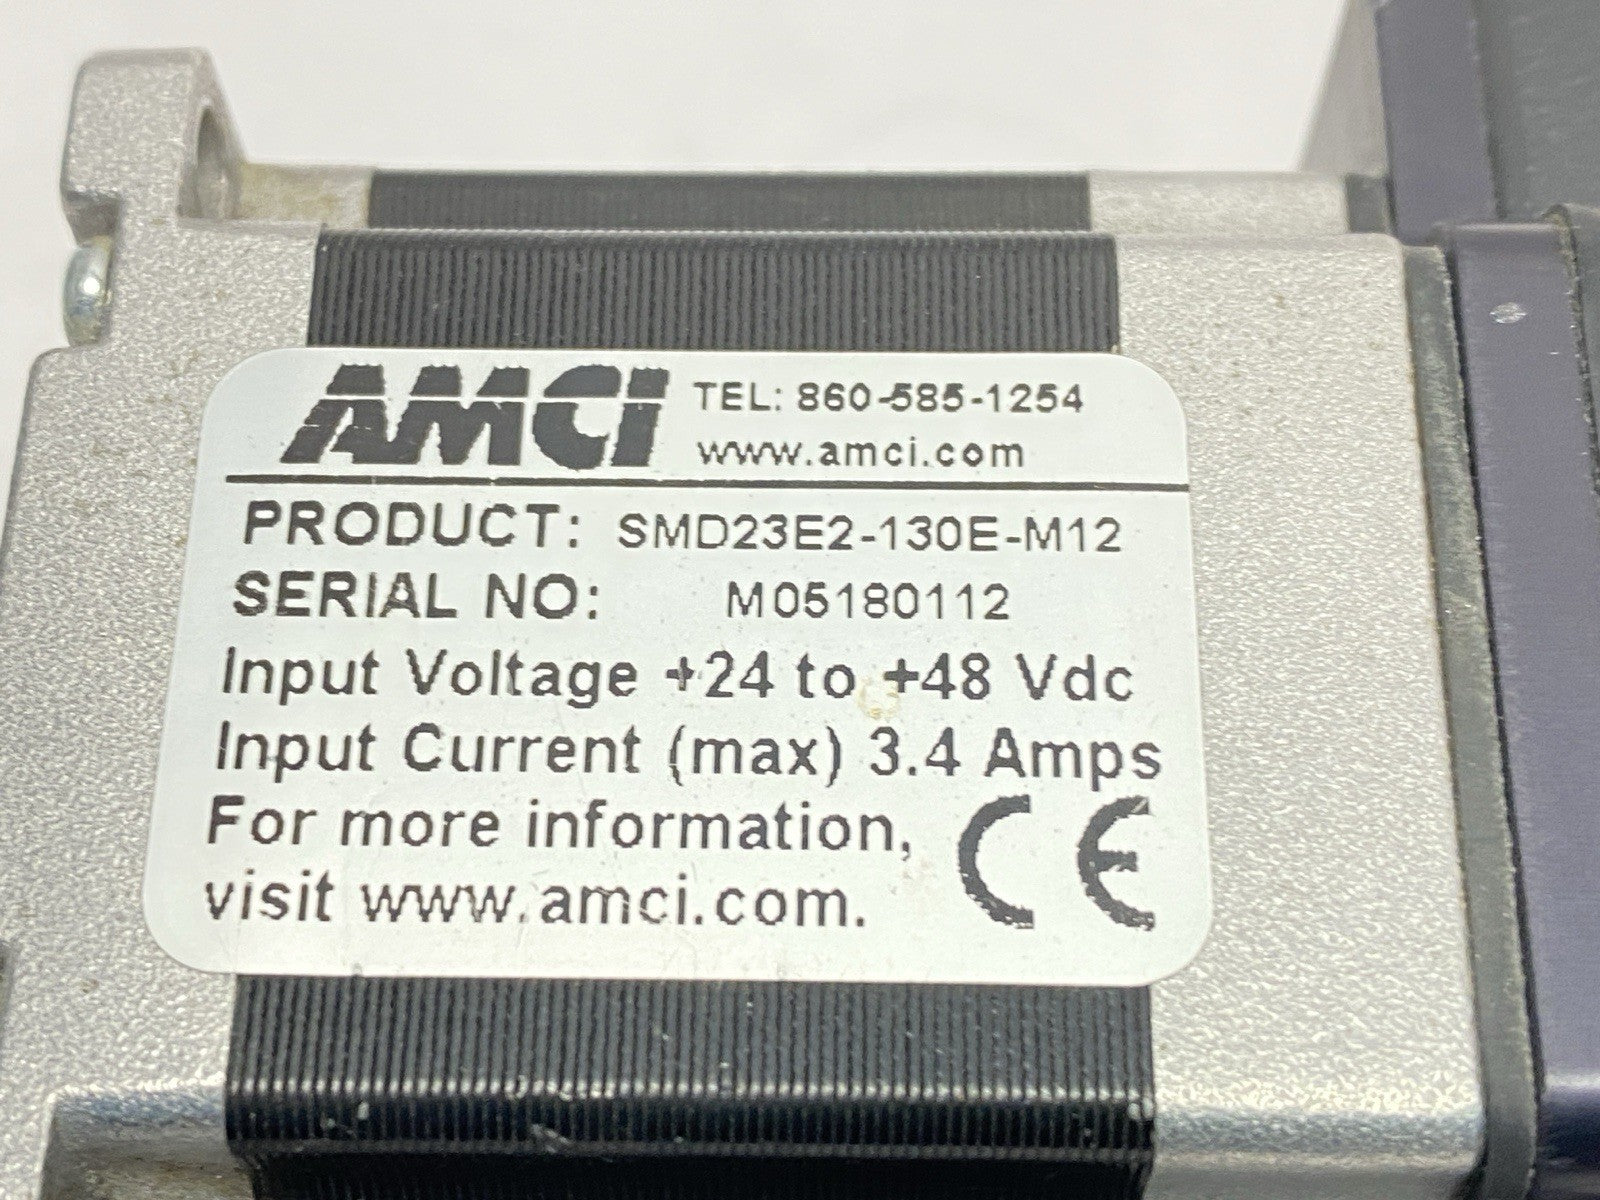 AMCI TEL: 860-585-1254
www.amci.com
PRODUCT: SMD23E2-130E-M12
SERIAL NO: M05180112
Input Voltage +24 to +48 Vdc
Input Current (max) 3.4 Amps
For more information,
visit www.amci.com.
CE